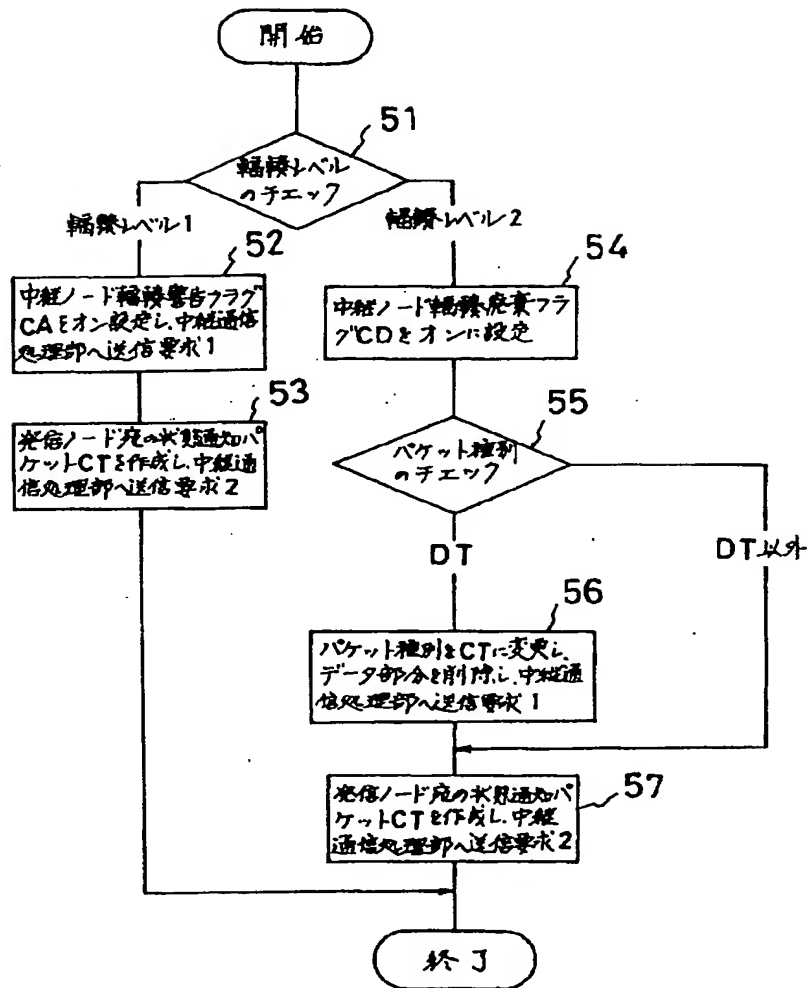 開始
51
輻輳レベル
のチェック
輻輳レベル1
輻輳レベル2
52
中継ノード輻輳警告フラグ
CAをオン設定し、中継通信
処理部へ送信要求1
53
発信ノード宛の状態通知パ
ケットCTを作成し、中継通
信処理部へ送信要求2
54
中継ノード輻輳廃棄フラ
グCDをオンに設定
55
パケット種別
のチェック
DT
DT以外
56
パケット種別をCTに変更し、
データ部分を削除し、中継通
信処理部へ送信要求1
57
発信ノード宛の状態通知パ
ケットCTを作成し、中継
通信処理部へ送信要求2
終了